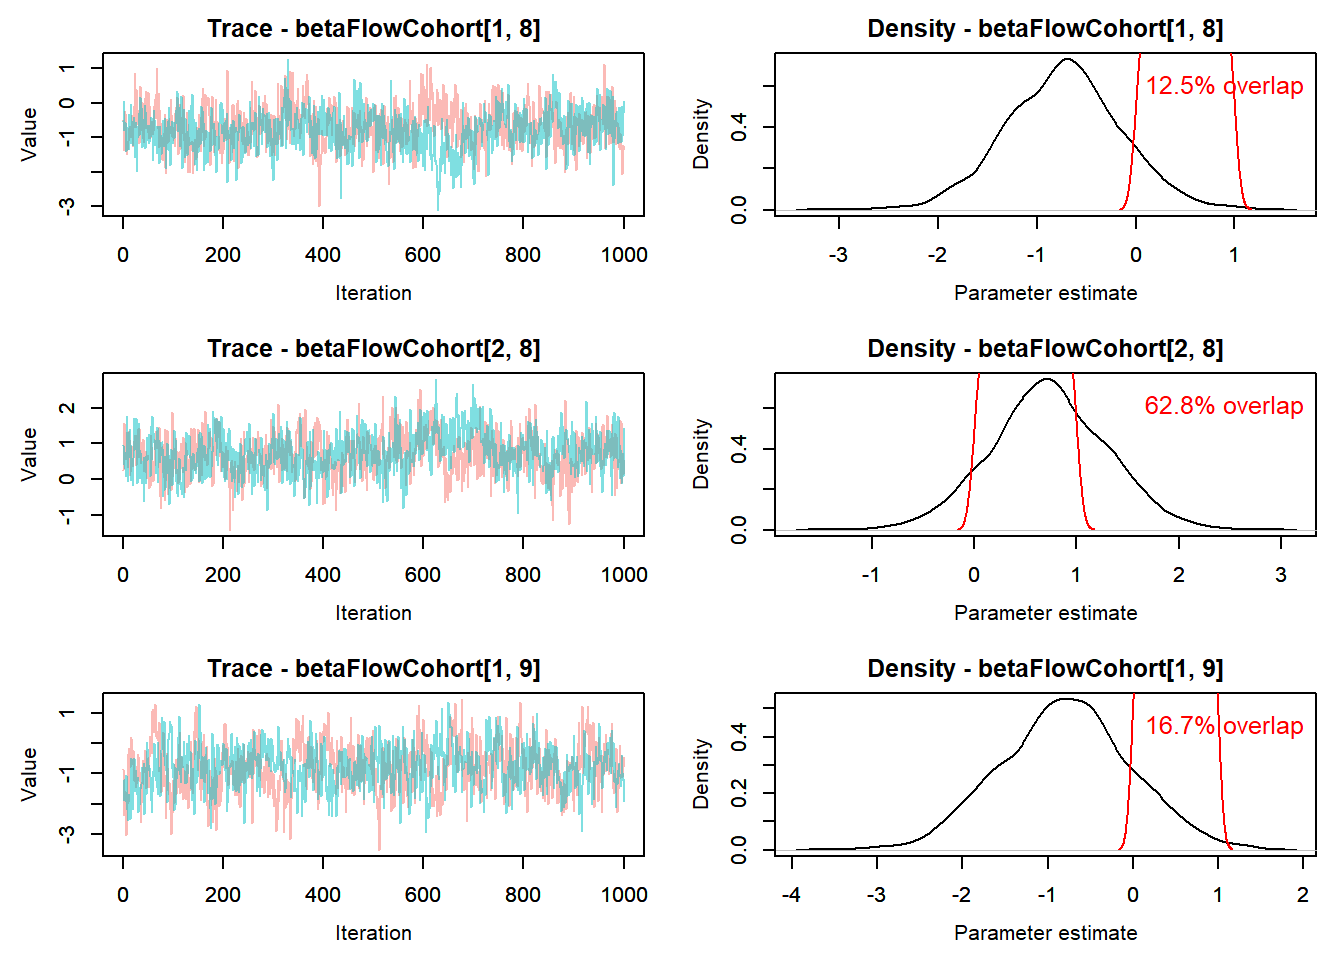 Trace - betaFlowCohort[1, 8]
Value
1
0
-1
-3
0 200 400 600 800 1000
Iteration
Density - betaFlowCohort[1, 8]
12.5% overlap
Density
0.4
0.0
-3 -2 -1 0 1
Parameter estimate
Trace - betaFlowCohort[2, 8]
Value
2
1
0
-1
0 200 400 600 800 1000
Iteration
Density - betaFlowCohort[2, 8]
62.8% overlap
Density
0.4
0.0
-1 0 1 2 3
Parameter estimate
Trace - betaFlowCohort[1, 9]
Value
1
-1
-3
0 200 400 600 800 1000
Iteration
Density - betaFlowCohort[1, 9]
16.7% overlap
Density
0.4
0.2
0.0
-4 -3 -2 -1 0 1 2
Parameter estimate